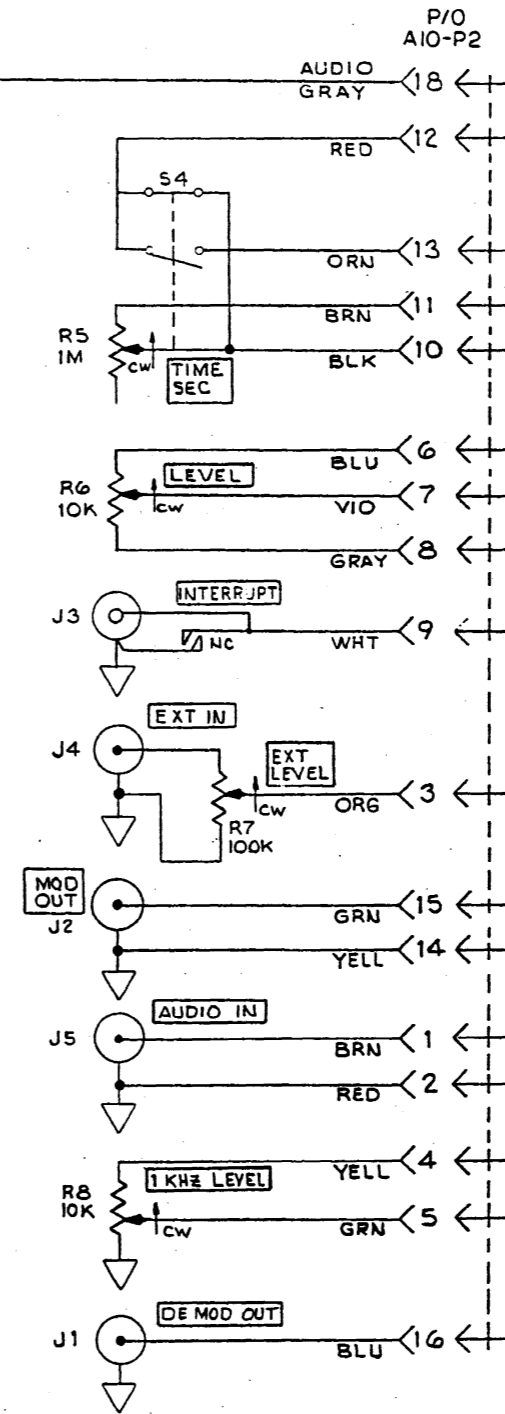 P/O
A10-P2
AUDIO
GRAY
18
RED
12
S4
ORN
13
BRN
11
R5
1M
CW
TIME
SEC
BLK
10
BLU
6
R6
10K
LEVEL
CW
VIO
7
GRAY
8
J3
INTERRUPT
NC
WHT
9
J4
EXT IN
EXT
LEVEL
CW
ORG
3
R7
100K
MOD
OUT
J2
GRN
15
YELL
14
J5
AUDIO IN
BRN
1
RED
2
YELL
4
R8
10K
1 KHZ LEVEL
CW
GRN
5
J1
DE MOD OUT
BLU
16